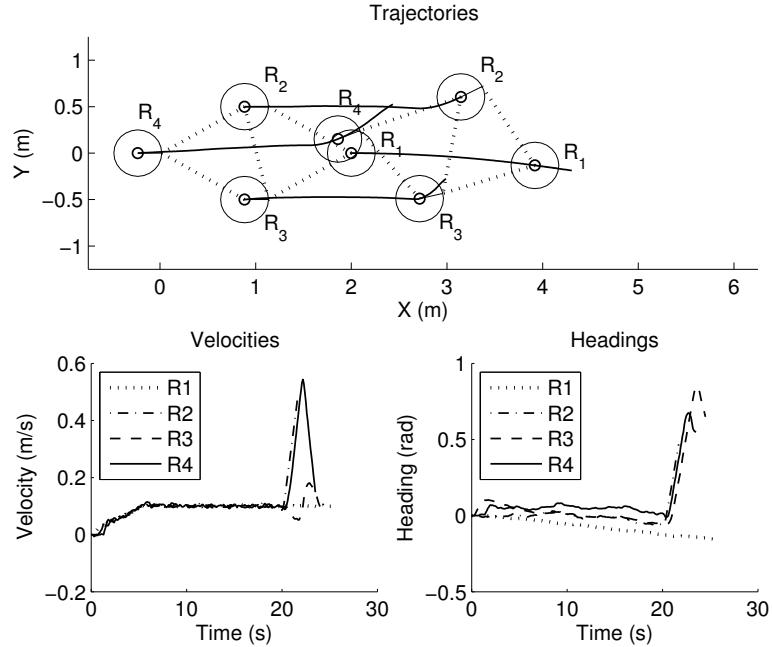 Trajectories
1
0.5
0
−0.5
−1
Y (m)
R4
R2
R3
R4
R1
R2
R3
R1
0 1 2 3 4 5 6
X (m)
Velocities
0.6
0.4
0.2
0
−0.2
Velocity (m/s)
R1
R2
R3
R4
0 10 20 30
Time (s)
Headings
1
0.5
0
−0.5
Heading (rad)
R1
R2
R3
R4
0 10 20 30
Time (s)